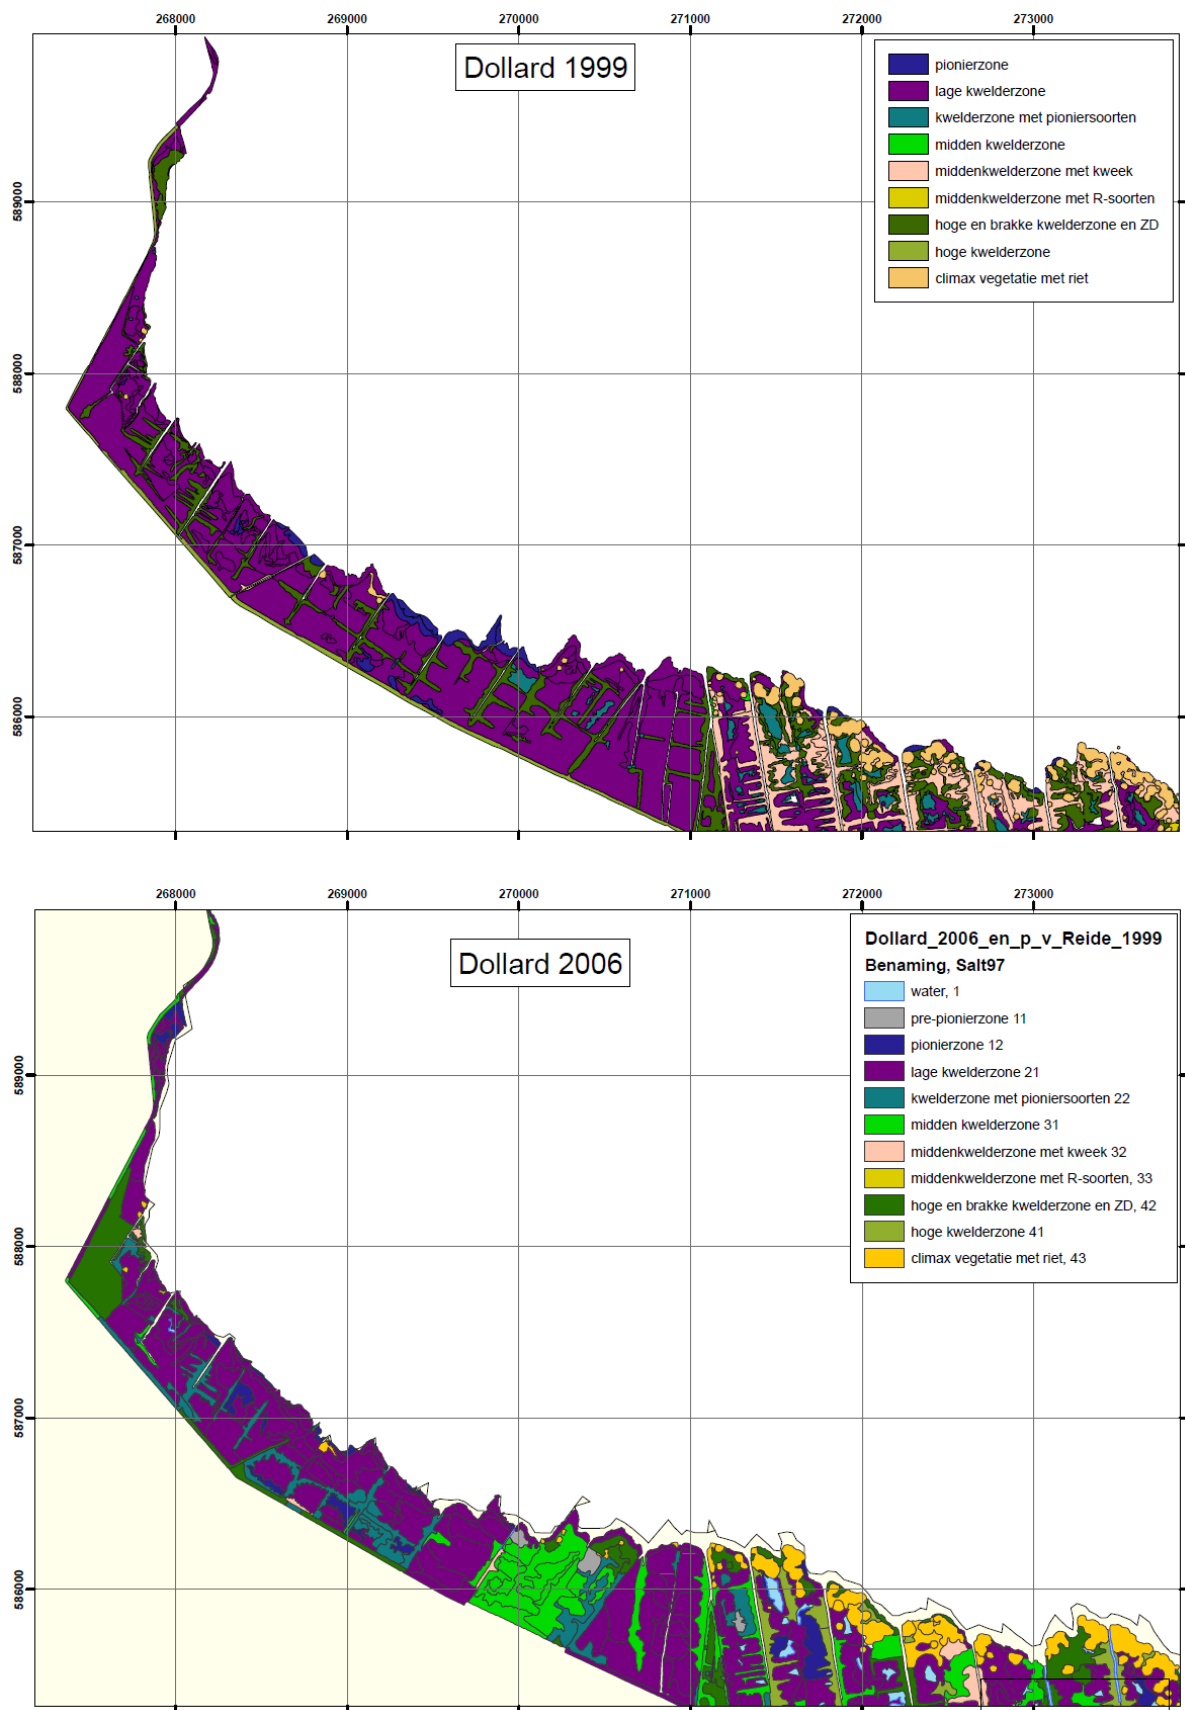 268000 269000 270000 271000 272000 273000
Dollard 1999
pionierzone
lage kwelderzone
kwelderzone met pioniersoorten
midden kwelderzone
middenkwelderzone met kweek
middenkwelderzone met R-soorten
hoge en brakke kwelderzone en ZD
hoge kwelderzone
climax vegetatie met riet
589000
588000
587000
586000
268000 269000 270000 271000 272000 273000
Dollard 2006
Dollard_2006_en_p_v_Reide_1999
Benaming, Salt97
water, 1
pre-pionierzone 11
pionierzone 12
lage kwelderzone 21
kwelderzone met pioniersoorten 22
midden kwelderzone 31
middenkwelderzone met kweek 32
middenkwelderzone met R-soorten, 33
hoge en brakke kwelderzone en ZD, 42
hoge kwelderzone 41
climax vegetatie met riet, 43
589000
588000
587000
586000